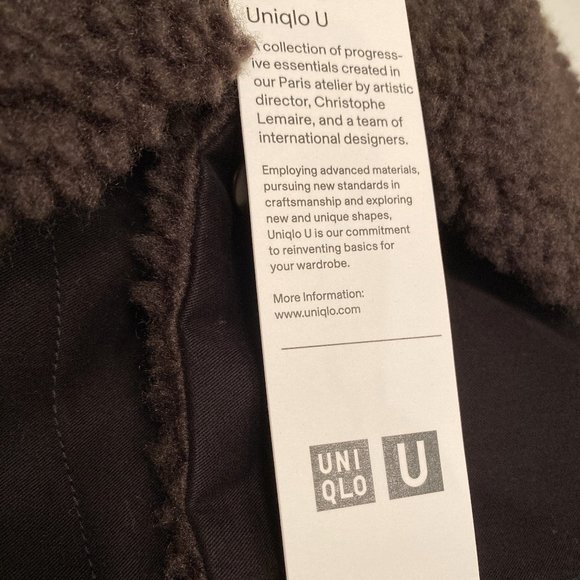 Uniqlo U
A collection of progress-
ive essentials created in
our Paris atelier by artistic
director, Christophe
Lemaire, and a team of
international designers.
Employing advanced materials,
pursuing new standards in
craftsmanship and exploring
new and unique shapes,
Uniqlo U is our commitment
to reinventing basics for
your wardrobe.
More Information:
www.uniqlo.com
UNI
QLO
U